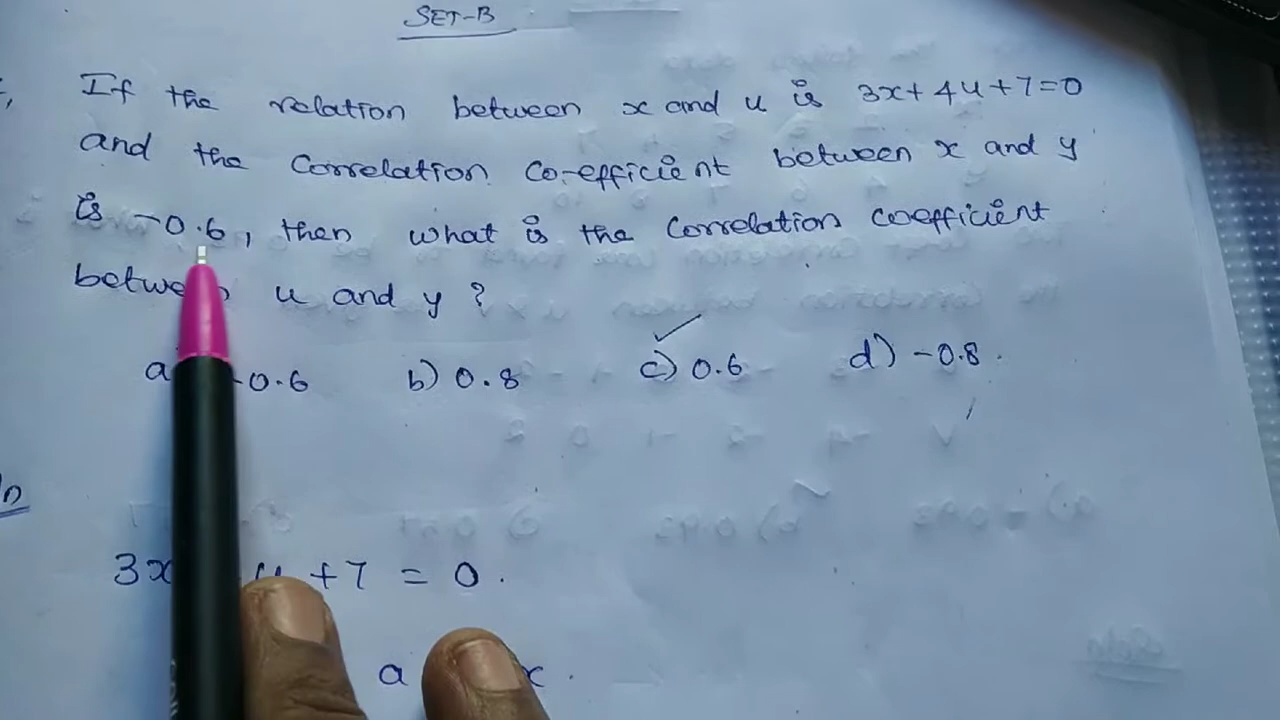 SET-B
If the relation between x and u is 3x+4u+7=0
and the Correlation Co-efficient between x and y
is -0.6, then what is the Correlation coefficient
between u and y ?
a -0.6 b) 0.8 c) 0.6 d) -0.8.
3x u +7 = 0.
a x.